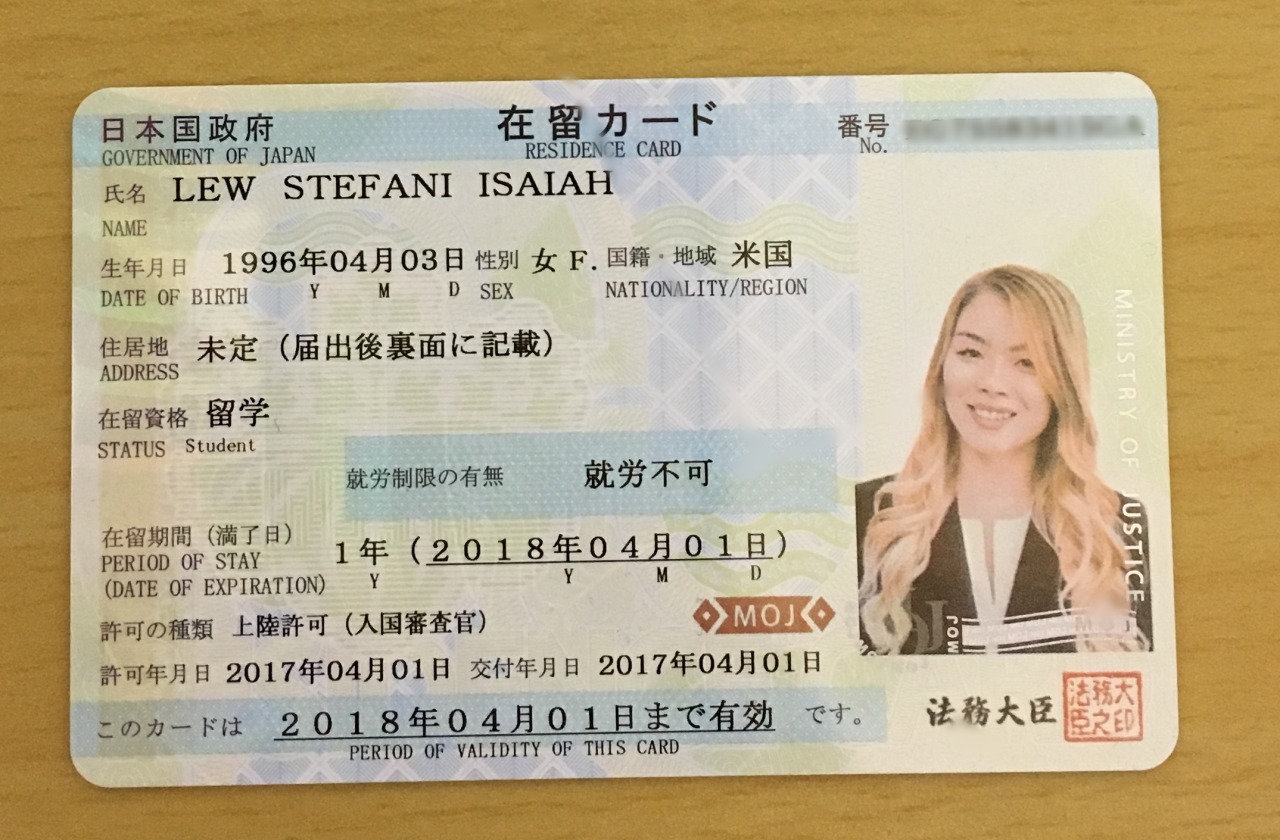 日本国政府 在留カード 番号
GOVERNMENT OF JAPAN RESIDENCE CARD No.
氏名 LEW STEFANI ISAIAH
NAME
生年月日 1996年04月03日 性別 女 F. 国籍・地域 米国
DATE OF BIRTH Y M D SEX NATIONALITY/REGION
住居地 未定（届出後裏面に記載）
ADDRESS
在留資格 留学
STATUS Student
就労制限の有無 就労不可
在留期間（満了日） 1年（2018年04月01日）
PERIOD OF STAY
(DATE OF EXPIRATION) Y Y M D
許可の種類 上陸許可（入国審査官） MOJ
許可年月日 2017年04月01日 交付年月日 2017年04月01日
このカードは 2018年04月01日まで有効 です。
PERIOD OF VALIDITY OF THIS CARD
MINISTRY OF JUSTICE
MOJ
法務大臣 法務大臣之印